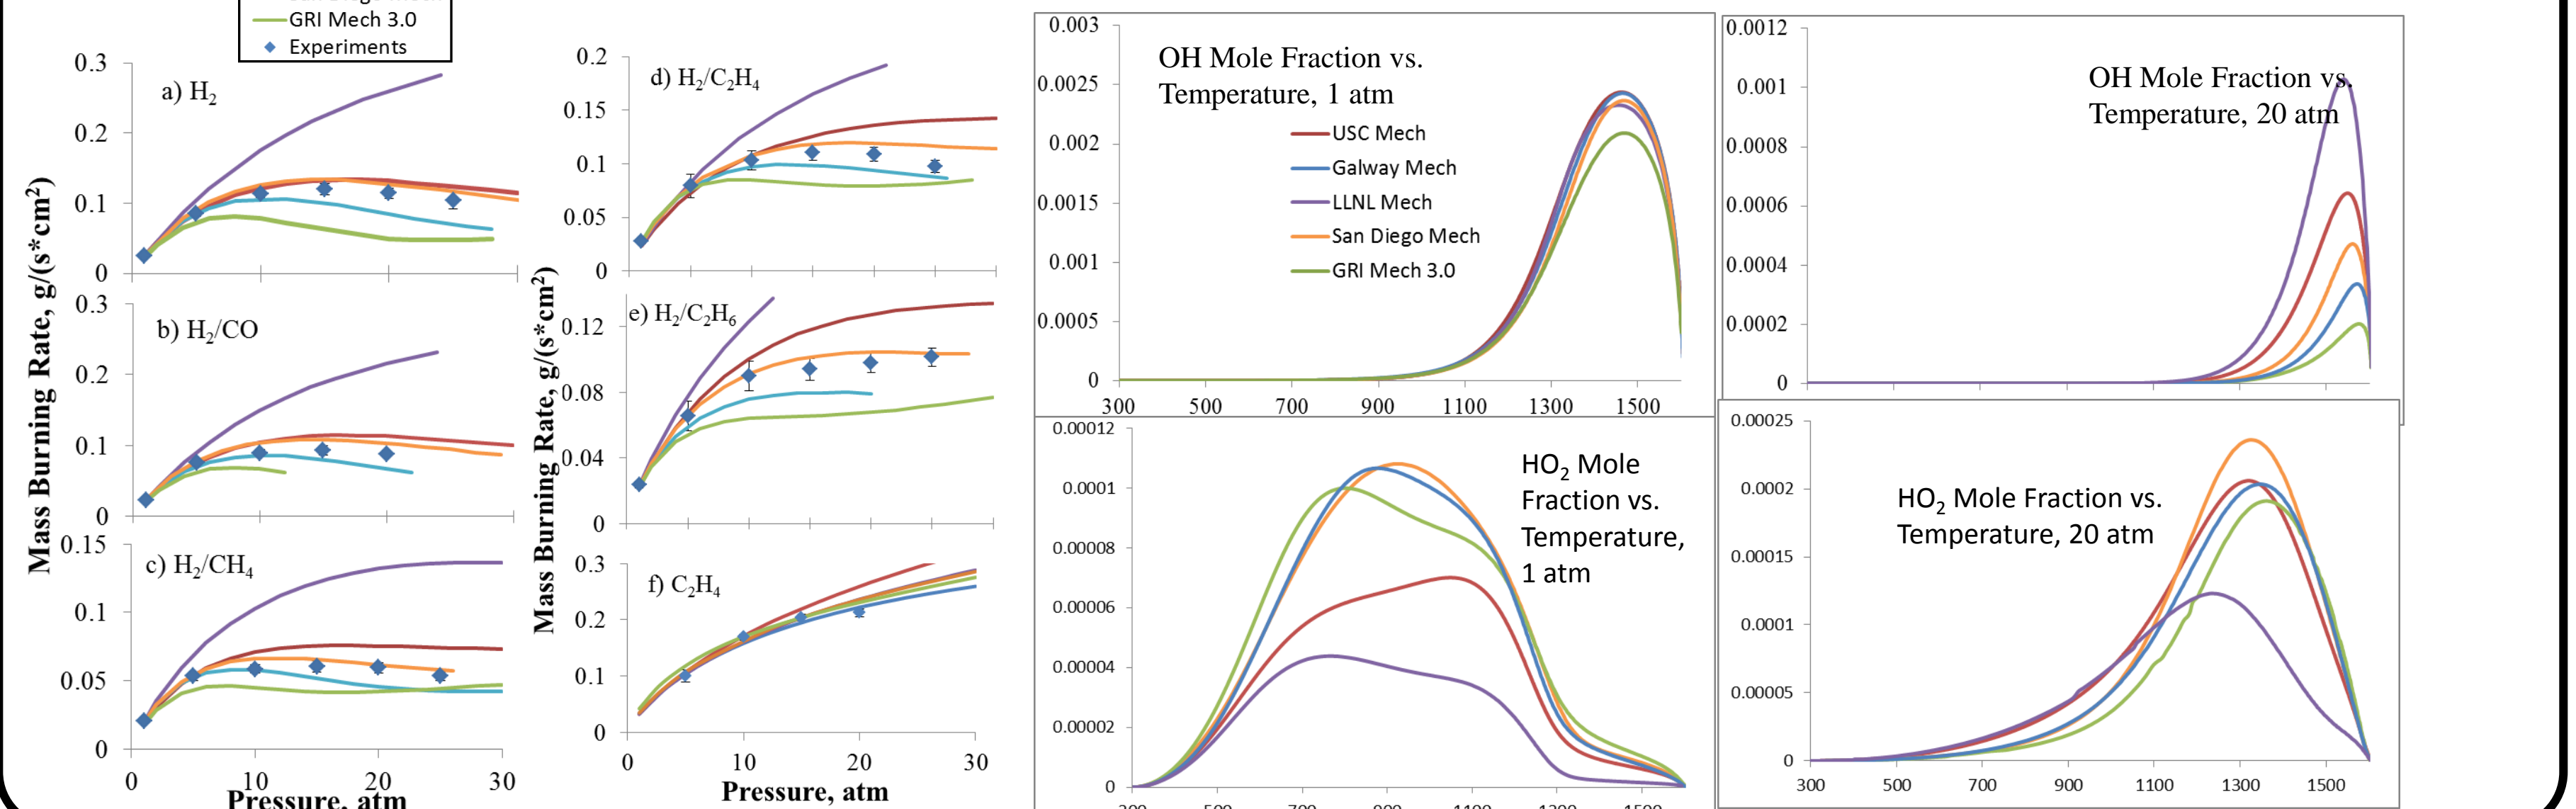 GRI Mech 3.0
Experiments
Mass Burning Rate, g/(s*cm²)
0.3
0.2
0.1
0
a) H₂
0.3
0.2
0.1
0
b) H₂/CO
0.15
0.1
0.05
0
c) H₂/CH₄
0
10
20
30
Pressure, atm
Mass Burning Rate, g/(s*cm²)
0.2
0.15
0.1
0.05
0
d) H₂/C₂H₄
0.12
0.08
0.04
0
e) H₂/C₂H₆
0.3
0.2
0.1
0
f) C₂H₄
0
10
20
30
Pressure, atm
0.003
0.0025
0.002
0.0015
0.001
0.0005
0
OH Mole Fraction vs.
Temperature, 1 atm
USC Mech
Galway Mech
LLNL Mech
San Diego Mech
GRI Mech 3.0
300
500
700
900
1100
1300
1500
0.0012
0.001
0.0008
0.0006
0.0004
0.0002
0
OH Mole Fraction vs.
Temperature, 20 atm
0.00012
0.0001
0.00008
0.00006
0.00004
0.00002
0
HO₂ Mole
Fraction vs.
Temperature,
1 atm
0.00025
0.0002
0.00015
0.0001
0.00005
0
HO₂ Mole Fraction vs.
Temperature, 20 atm
300
500
700
900
1100
1300
1500